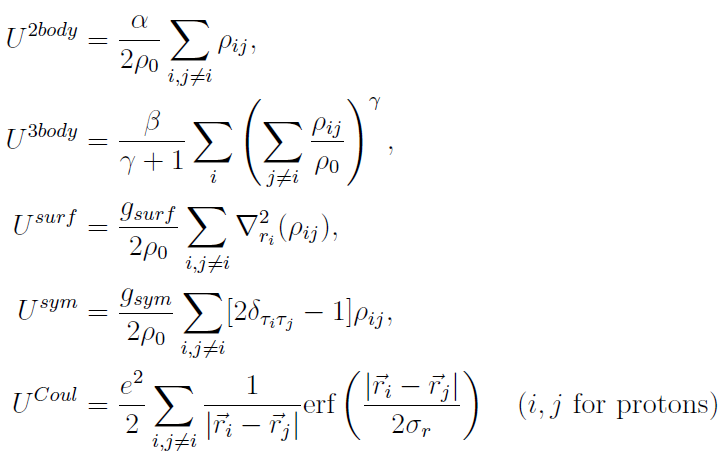 U^{2body} = \frac{\alpha}{2\rho_0} \sum_{i,j \neq i} \rho_{ij},
U^{3body} = \frac{\beta}{\gamma + 1} \sum_{i} \left( \sum_{j \neq i} \frac{\rho_{ij}}{\rho_0} \right)^{\gamma},
U^{surf} = \frac{g_{surf}}{2\rho_0} \sum_{i,j \neq i} \nabla^2_{r_i}(\rho_{ij}),
U^{sym} = \frac{g_{sym}}{2\rho_0} \sum_{i,j \neq i} [2\delta_{\tau_i \tau_j} - 1]\rho_{ij},
U^{Coul} = \frac{e^2}{2} \sum_{i,j \neq i} \frac{1}{|\vec{r}_i - \vec{r}_j|} \text{erf} \left( \frac{|\vec{r}_i - \vec{r}_j|}{2\sigma_r} \right) \quad (i, j \text{ for protons})